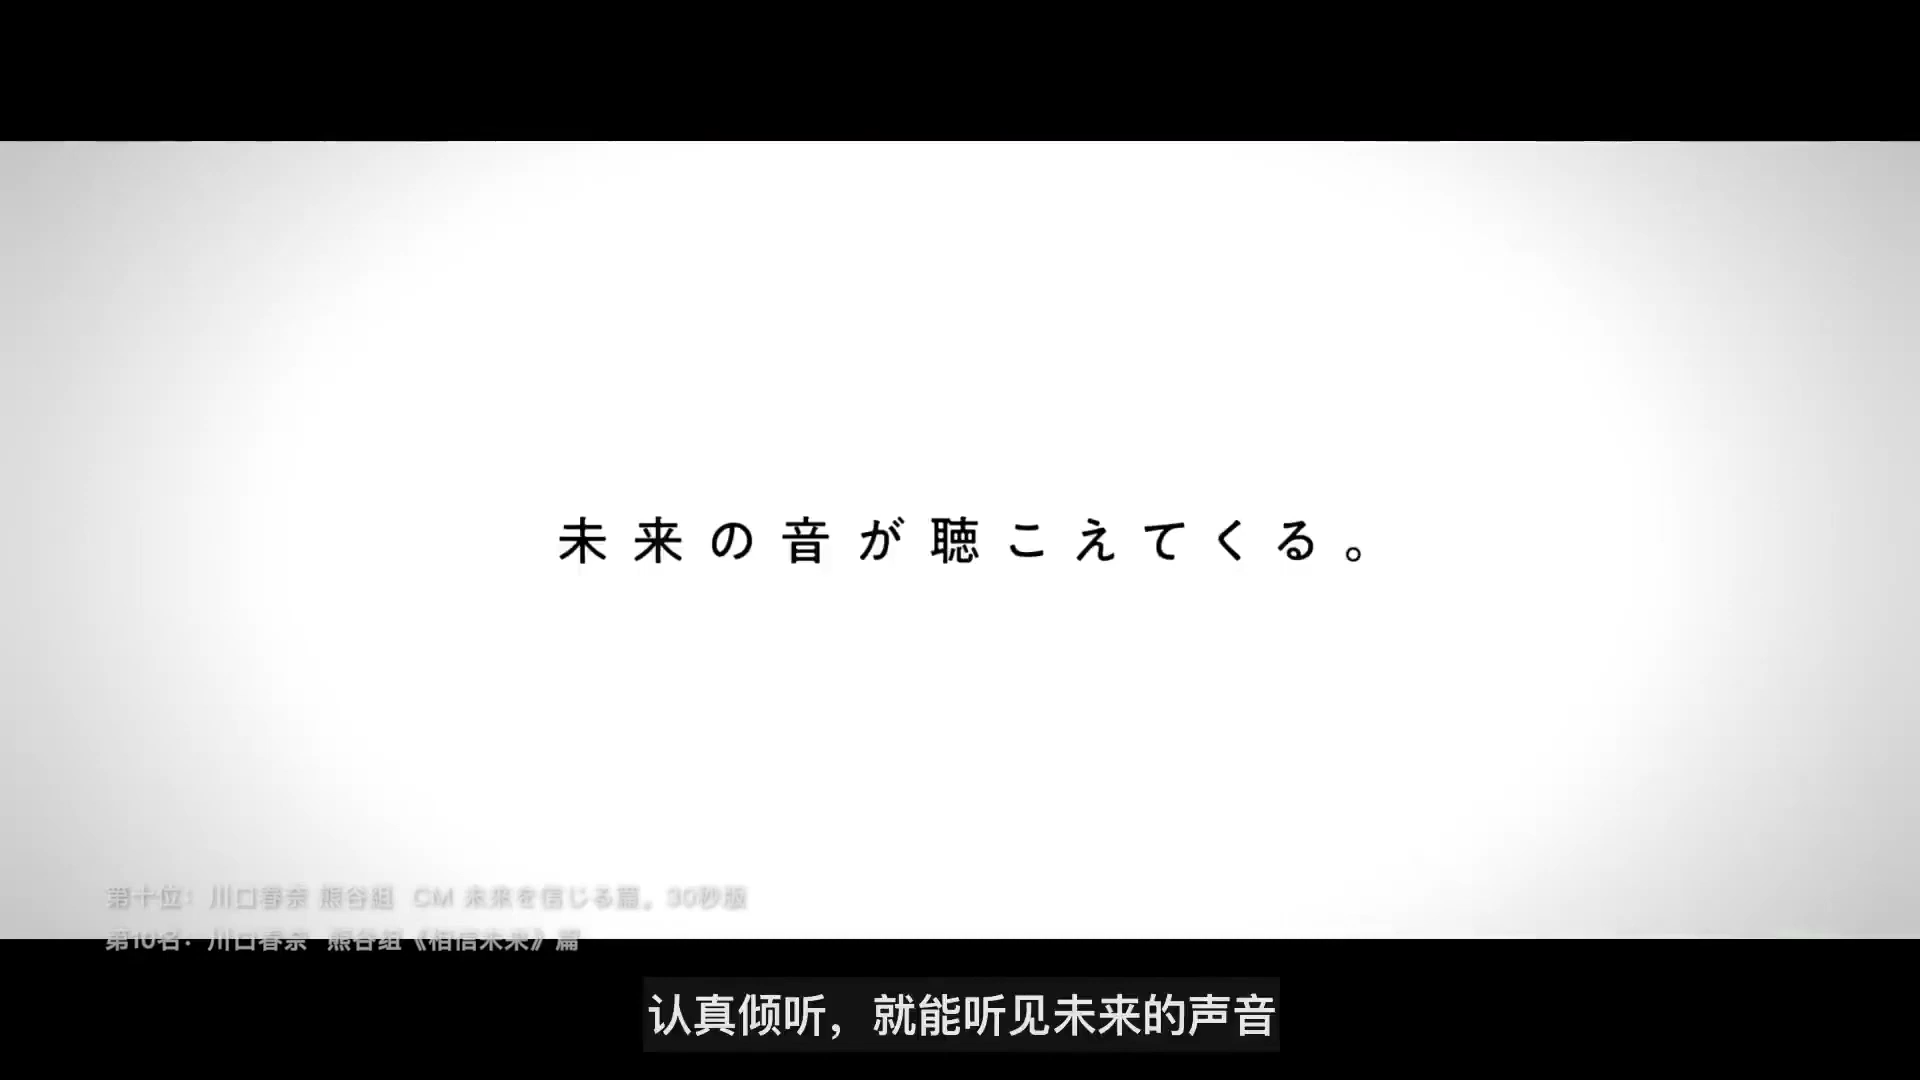 未来の音が聴こえてくる。
第十位：川口春奈 熊谷組 CM 未来を信じる篇。30秒版
第10名：川口春奈 熊谷组《相信未来》篇
认真倾听，就能听见未来的声音